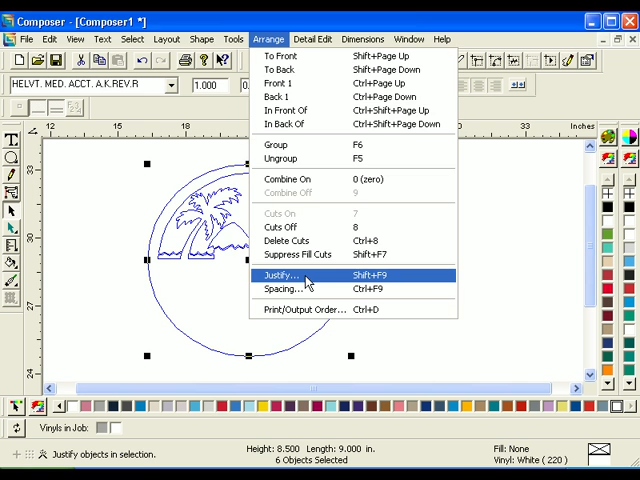 Composer - [Composer1 *]
File Edit View Text Select Layout Shape Tools Arrange Detail Edit Dimensions Window Help
HELVT. MED. ACCT. A.K.REV.R 1.000
To Front Shift+Page Up
To Back Shift+Page Down
Front 1 Ctrl+Page Up
Back 1 Ctrl+Page Down
In Front Of Ctrl+Shift+Page Up
In Back Of Ctrl+Shift+Page Down
Group F6
Ungroup F5
Combine On 0 (zero)
Combine Off 9
Cuts On 7
Cuts Off 8
Delete Cuts Ctrl+8
Suppress Fill Cuts Shift+F7
Justify... Shift+F9
Spacing... Ctrl+F9
Print/Output Order... Ctrl+D
12 15 18 33 36 Inches
33
30
27
24
Vinyls in Job:
Justify objects in selection.
Height: 8.500 Length: 9.000 in.
6 Objects Selected
Fill: None
Vinyl: White ( 220 )